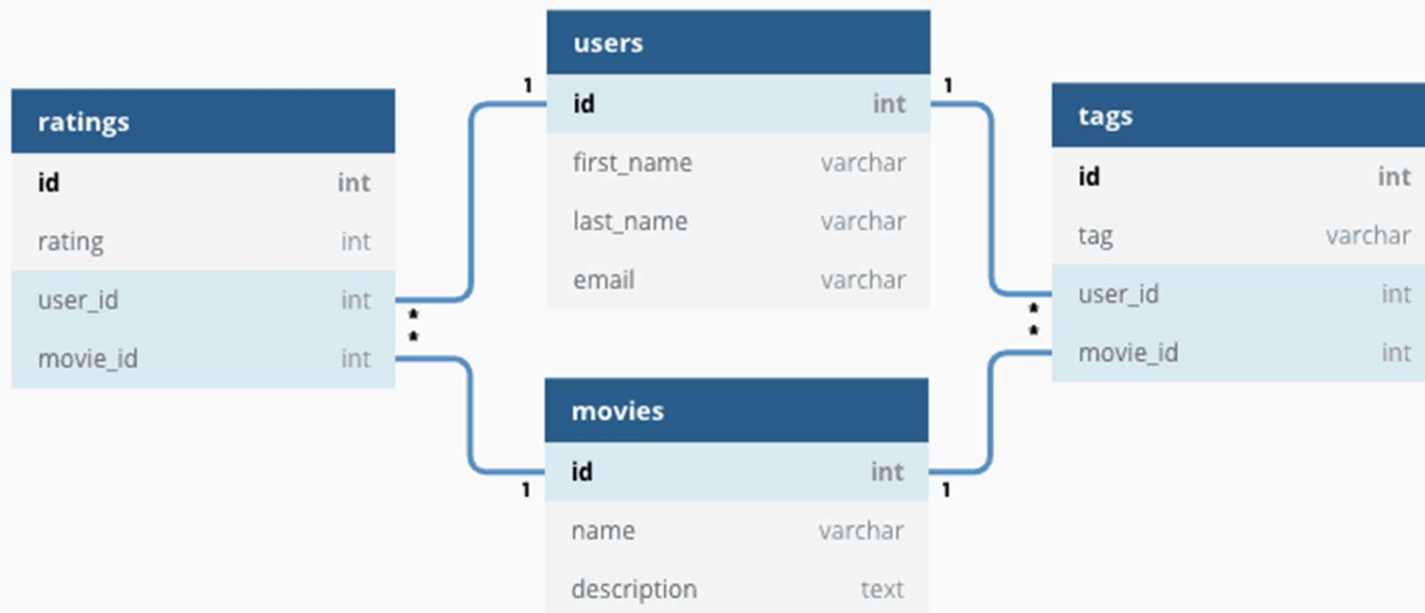 users
1
id int
1
first_name varchar
last_name varchar
email varchar
ratings
id int
rating int
user_id int
*
*
movie_id int
tags
id int
tag varchar
user_id int
*
*
movie_id int
movies
id int
1
1
name varchar
description text